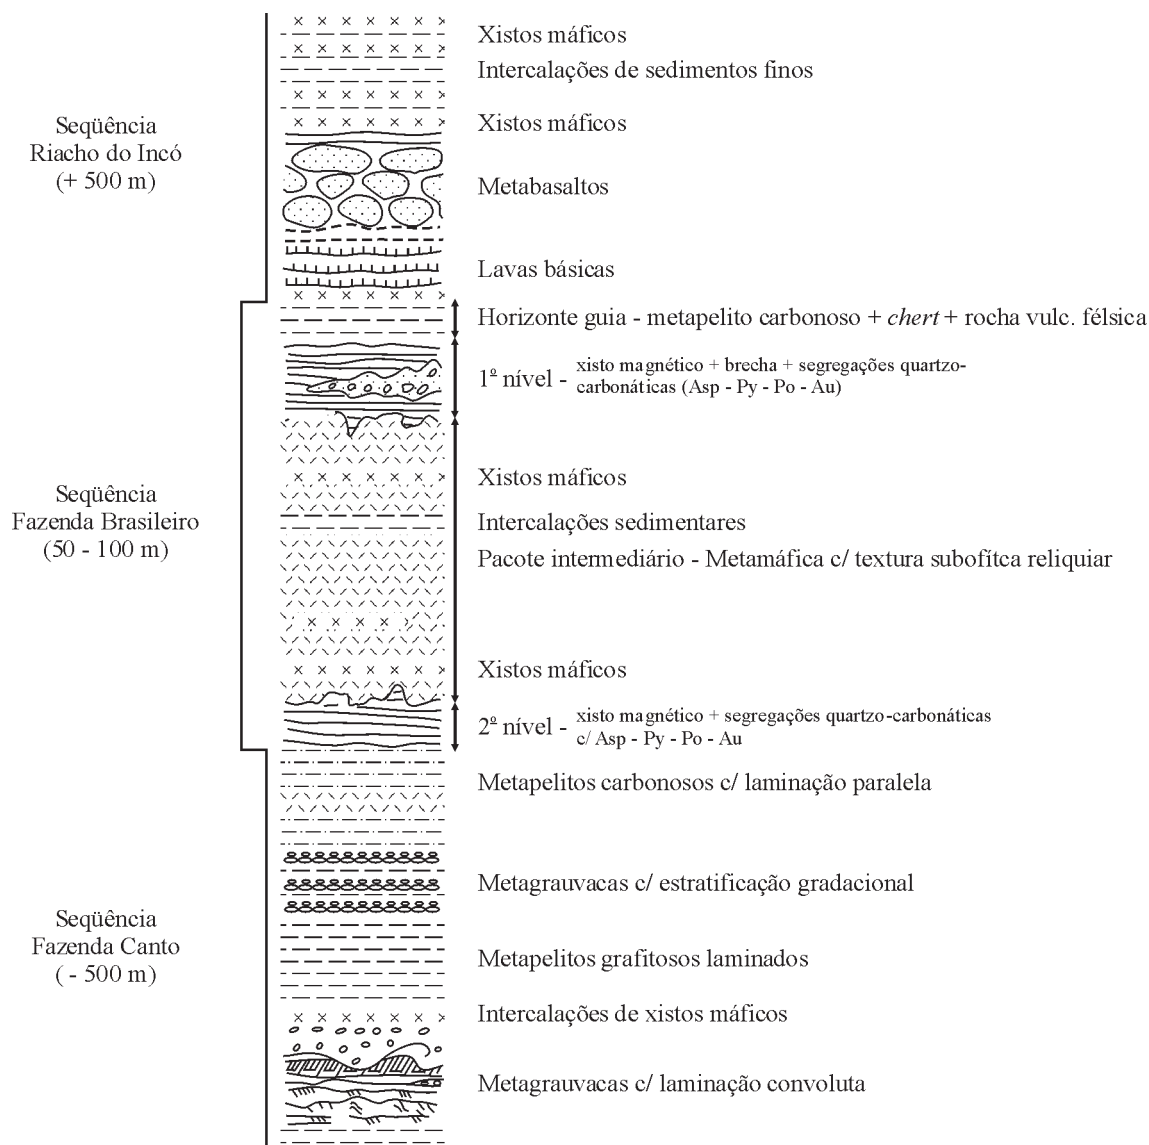 Xistos máficos
Intercalações de sedimentos finos
Xistos máficos
Seqüência
Riacho do Incó
(+ 500 m)
Metabasaltos
Lavas básicas
Horizonte guia - metapelito carbonoso + chert + rocha vulc. félsica
1º nível - xisto magnético + brecha + segregações quartzo-
carbonáticas (Asp - Py - Po - Au)
Xistos máficos
Seqüência
Fazenda Brasileiro
(50 - 100 m)
Intercalações sedimentares
Pacote intermediário - Metamáfica c/ textura subofítca reliquiar
Xistos máficos
2º nível - xisto magnético + segregações quartzo-carbonáticas
c/ Asp - Py - Po - Au
Metapelitos carbonosos c/ laminação paralela
Metagrauvacas c/ estratificação gradacional
Seqüência
Fazenda Canto
( - 500 m)
Metapelitos grafitosos laminados
Intercalações de xistos máficos
Metagrauvacas c/ laminação convoluta